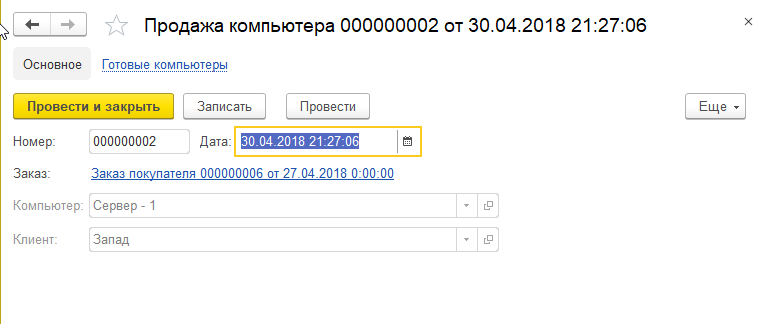 Продажа компьютера 000000002 от 30.04.2018 21:27:06
Основное Готовые компьютеры
Провести и закрыть Записать Провести Еще
Номер: 000000002 Дата: 30.04.2018 21:27:06
Заказ: Заказ покупателя 000000006 от 27.04.2018 0:00:00
Компьютер: Сервер - 1
Клиент: Запад